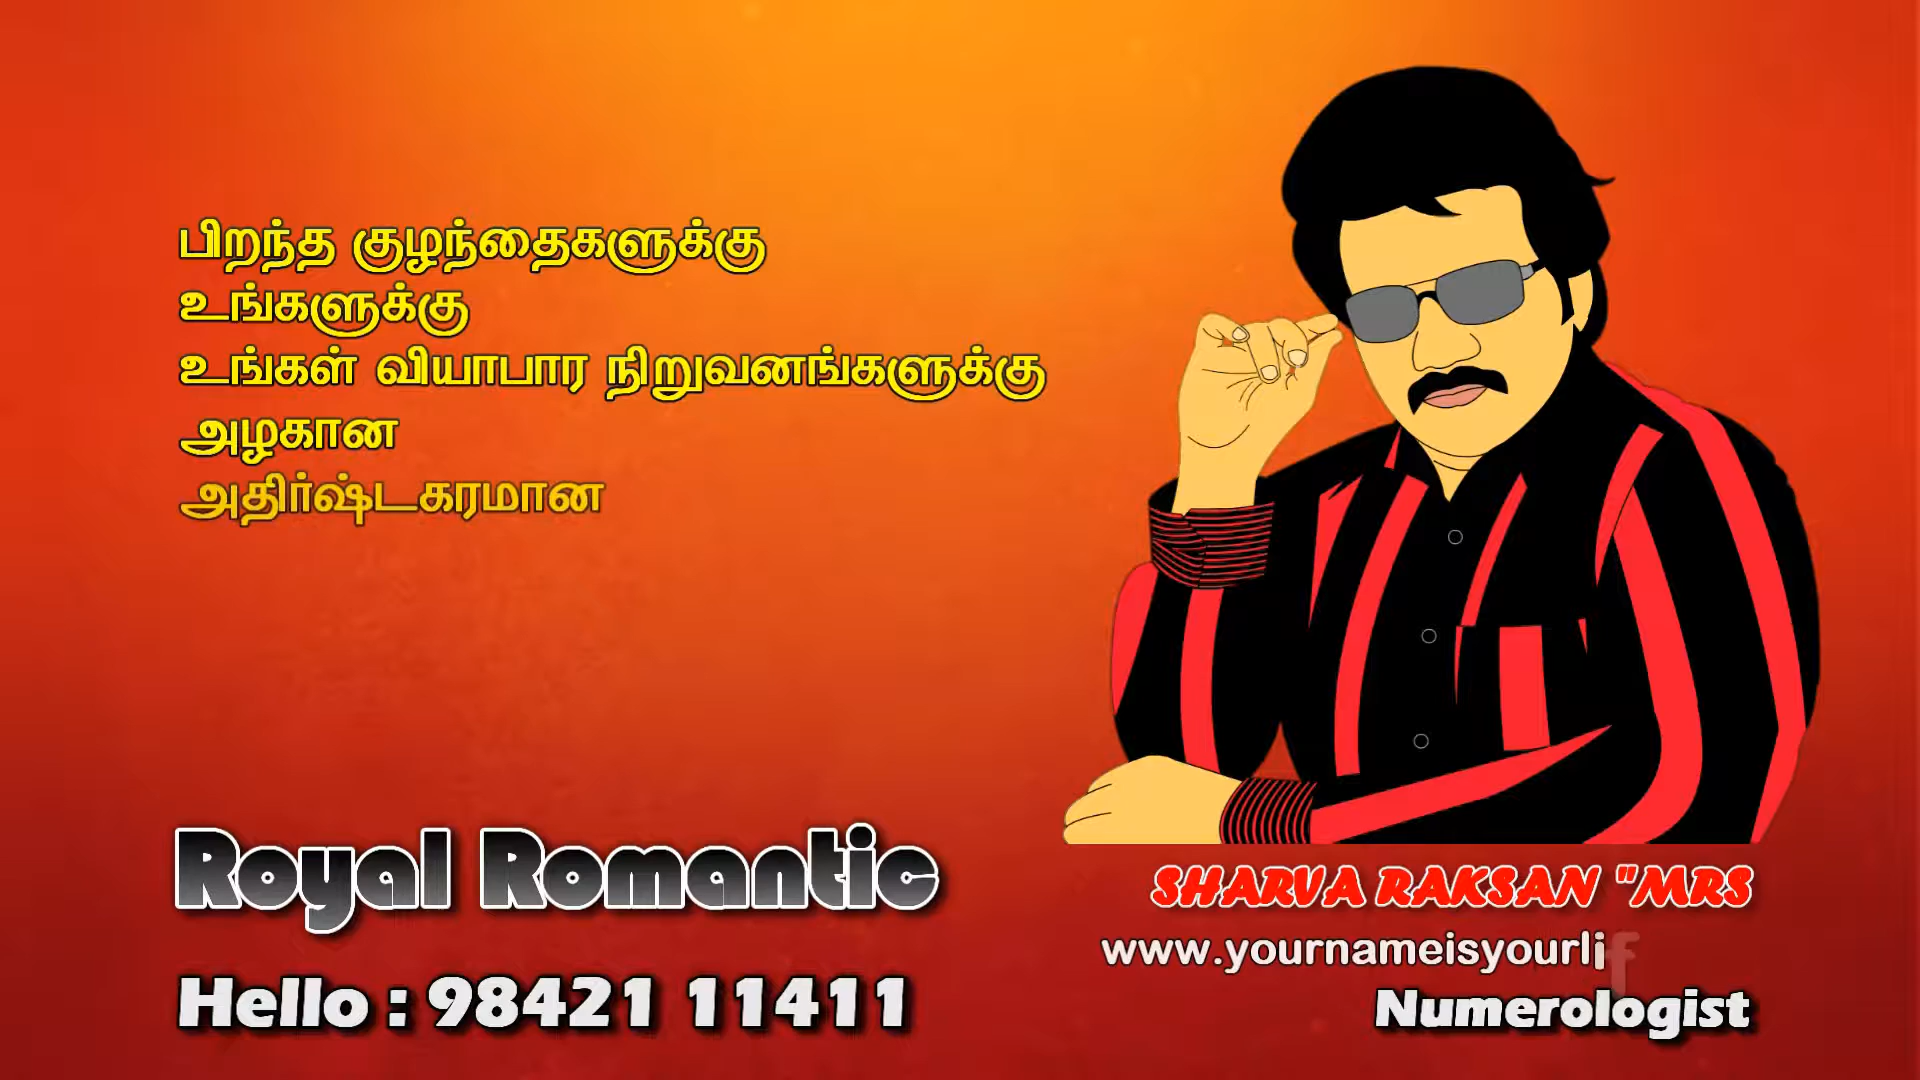 பிறந்த குழந்தைகளுக்கு
உங்களுக்கு
உங்கள் வியாபார நிறுவனங்களுக்கு
அழகான
அதிர்ஷ்டகரமான
Royal Romantic
Hello : 98421 11411
SHARVA RAKSAN "MRS
www.yournameisyourlif
Numerologist